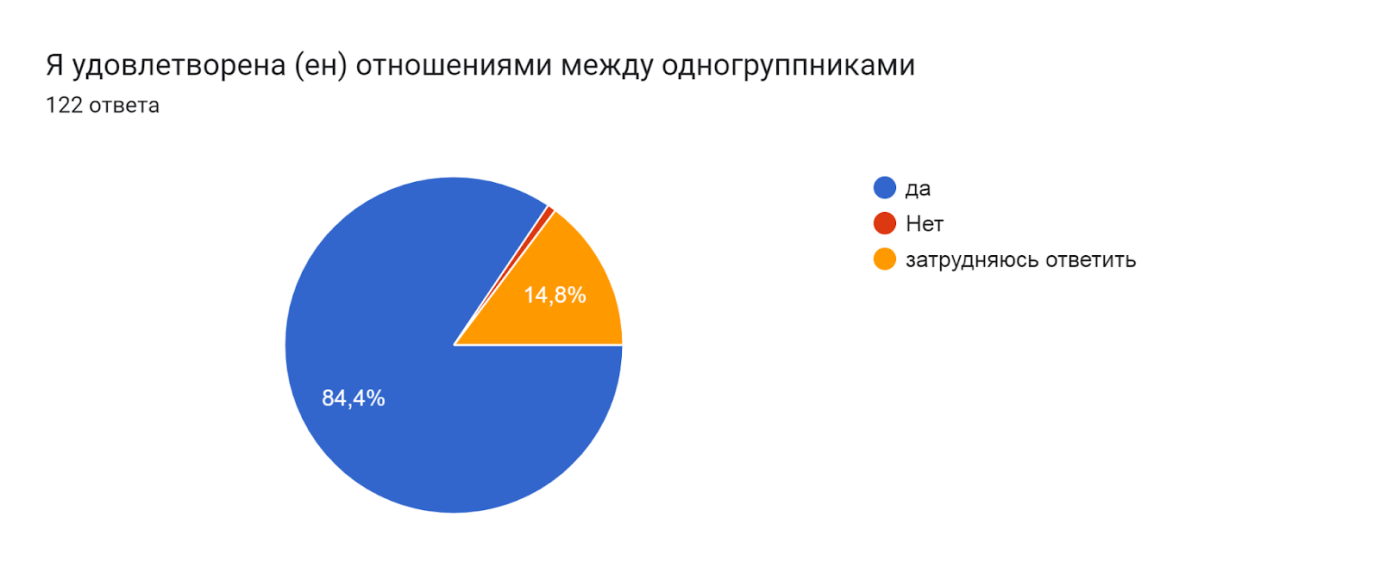 Я удовлетворена (ен) отношениями между одногруппниками
122 ответа
да
Нет
затрудняюсь ответить
14,8%
84,4%